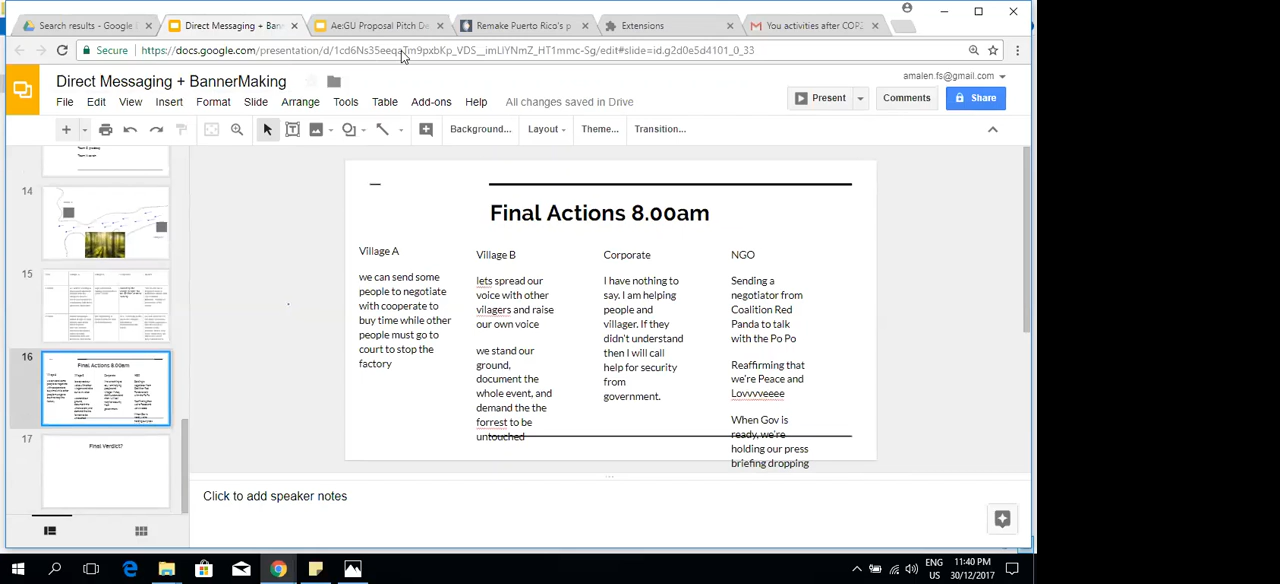 Search results - Google
Direct Messaging + Ban
Ae:GU Proposal Pitch De
Remake Puerto Rico's p
Extensions
You activities after COP2
Secure
https://docs.google.com/presentation/d/1cd6Ns35eeqaTm9pxbKp_VDS__imLIYNmZ_HT1mmc-Sg/edit#slide=id.g2d0e5d4101_0_33
Direct Messaging + BannerMaking
amalen.fs@gmail.com
File Edit View Insert Format Slide Arrange Tools Table Add-ons Help All changes saved in Drive
Present
Comments
Share
Background... Layout Theme... Transition...
14
15
16
Final Actions 8.00am
17
Final Verdict?
Final Actions 8.00am
Village A
we can send some
people to negotiate
with cooperate to
buy time while other
people must go to
court to stop the
factory
Village B
lets spread our
voice with other
vilagers and raise
our own voice
we stand our
ground,
document the
whole event, and
demand the the
forrest to be
untouched
Corporate
I have nothing to
say. I am helping
people and
villager. If they
didn't understand
then I will call
help for security
from
government.
NGO
Sending a
negotiator from
Coalition Red
Panda to talk
with the Po Po
Reaffirming that
we're Peace and
Lovvvveeee
When Gov is
ready, we're
holding our press
briefing dropping
Click to add speaker notes
ENG
US
11:40 PM
30/12/2017